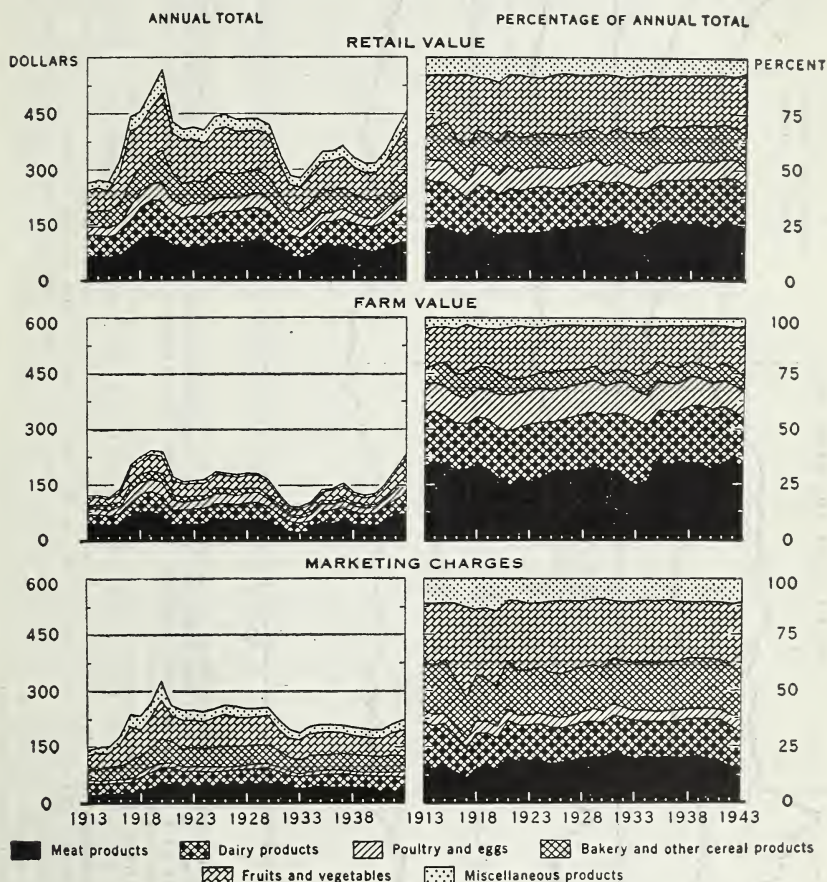 ANNUAL TOTAL PERCENTAGE OF ANNUAL TOTAL
RETAIL VALUE
DOLLARS PERCENT
450 75
300 50
150 25
0 0
FARM VALUE
600 100
450 75
300 50
150 25
0 0
MARKETING CHARGES
600 100
450 75
300 50
150 25
0 0
1913 1918 1923 1928 1933 1938 1913 1918 1923 1928 1933 1938 1943
Meat products Dairy products Poultry and eggs Bakery and other cereal products
Fruits and vegetables Miscellaneous products